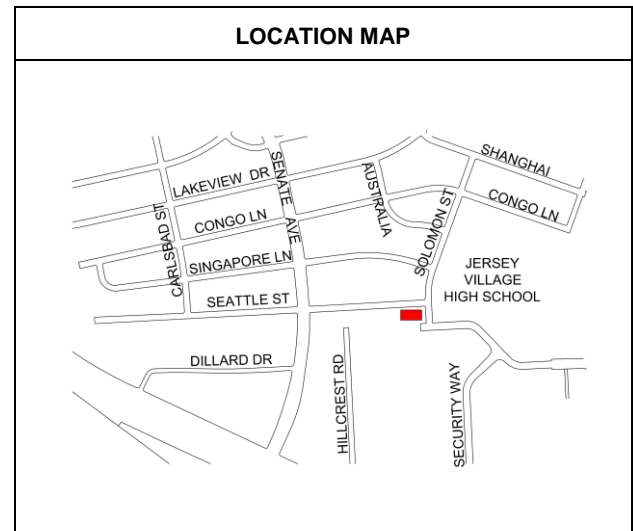 LOCATION MAP
SHANGHAI
SENATE AVE
LAKEVIEW DR
AUSTRALIA
CONGO LN
SOLOMON ST
CARLSBAD ST
CONGO LN
SINGAPORE LN
JERSEY
VILLAGE
HIGH SCHOOL
SEATTLE ST
DILLARD DR
HILLCREST RD
SECURITY WAY